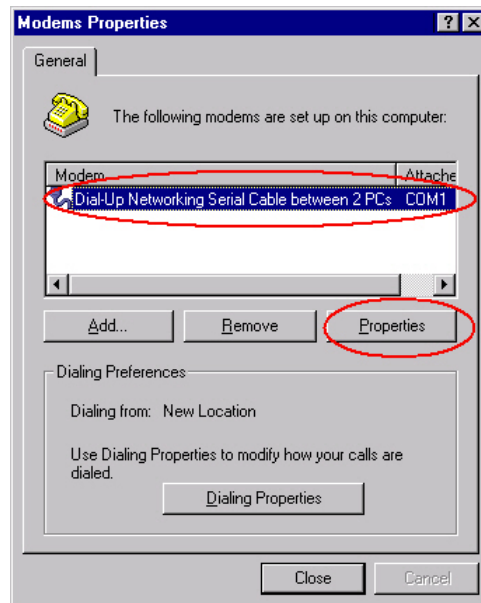 Modems Properties
General
The following modems are set up on this computer:
Modem Attache
Dial-Up Networking Serial Cable between 2 PCs COM1
Add... Remove Properties
Dialing Preferences
Dialing from: New Location
Use Dialing Properties to modify how your calls are
dialed.
Dialing Properties
Close Cancel